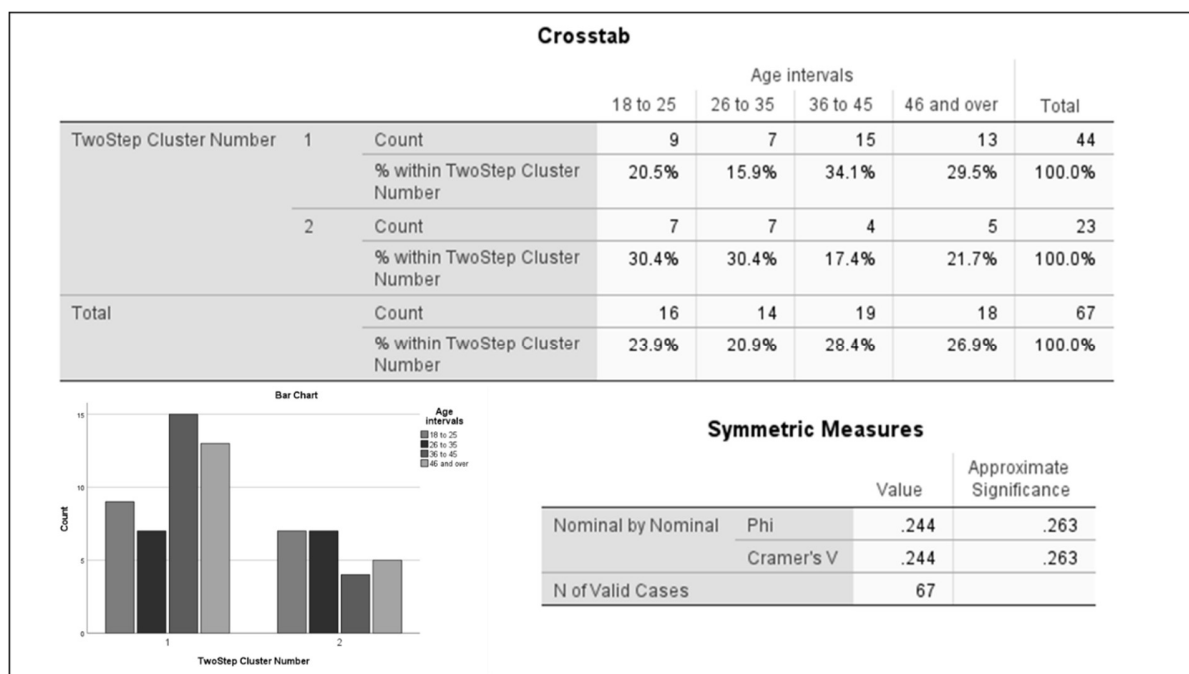 Crosstab
Age intervals
18 to 25 26 to 35 36 to 45 46 and over Total
TwoStep Cluster Number 1 Count 9 7 15 13 44
% within TwoStep Cluster 20.5% 15.9% 34.1% 29.5% 100.0%
Number
2 Count 7 7 4 5 23
% within TwoStep Cluster 30.4% 30.4% 17.4% 21.7% 100.0%
Number
Total Count 16 14 19 18 67
% within TwoStep Cluster 23.9% 20.9% 28.4% 26.9% 100.0%
Number
Bar Chart
Age
intervals
18 to 25
26 to 35
36 to 45
46 and over
15
10
5
0
Count
1 2
TwoStep Cluster Number
Symmetric Measures
Approximate
Value Significance
Nominal by Nominal Phi .244 .263
Cramer's V .244 .263
N of Valid Cases 67